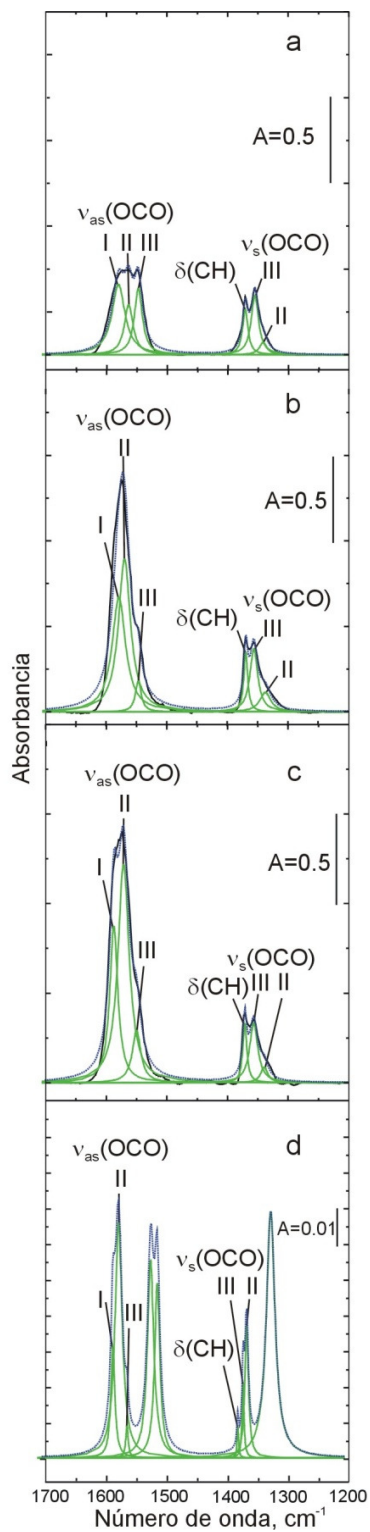 a
A=0.5
νas(OCO)
I II III
νs(OCO)
δ(CH)
III
II
b
νas(OCO)
II
A=0.5
I
III
νs(OCO)
δ(CH)
III
II
Absorbancia
c
νas(OCO)
II
A=0.5
I
III
νs(OCO)
δ(CH) III II
d
νas(OCO)
II
A=0.01
νs(OCO)
III II
I III
δ(CH)
1700 1600 1500 1400 1300 1200
Número de onda, cm-1